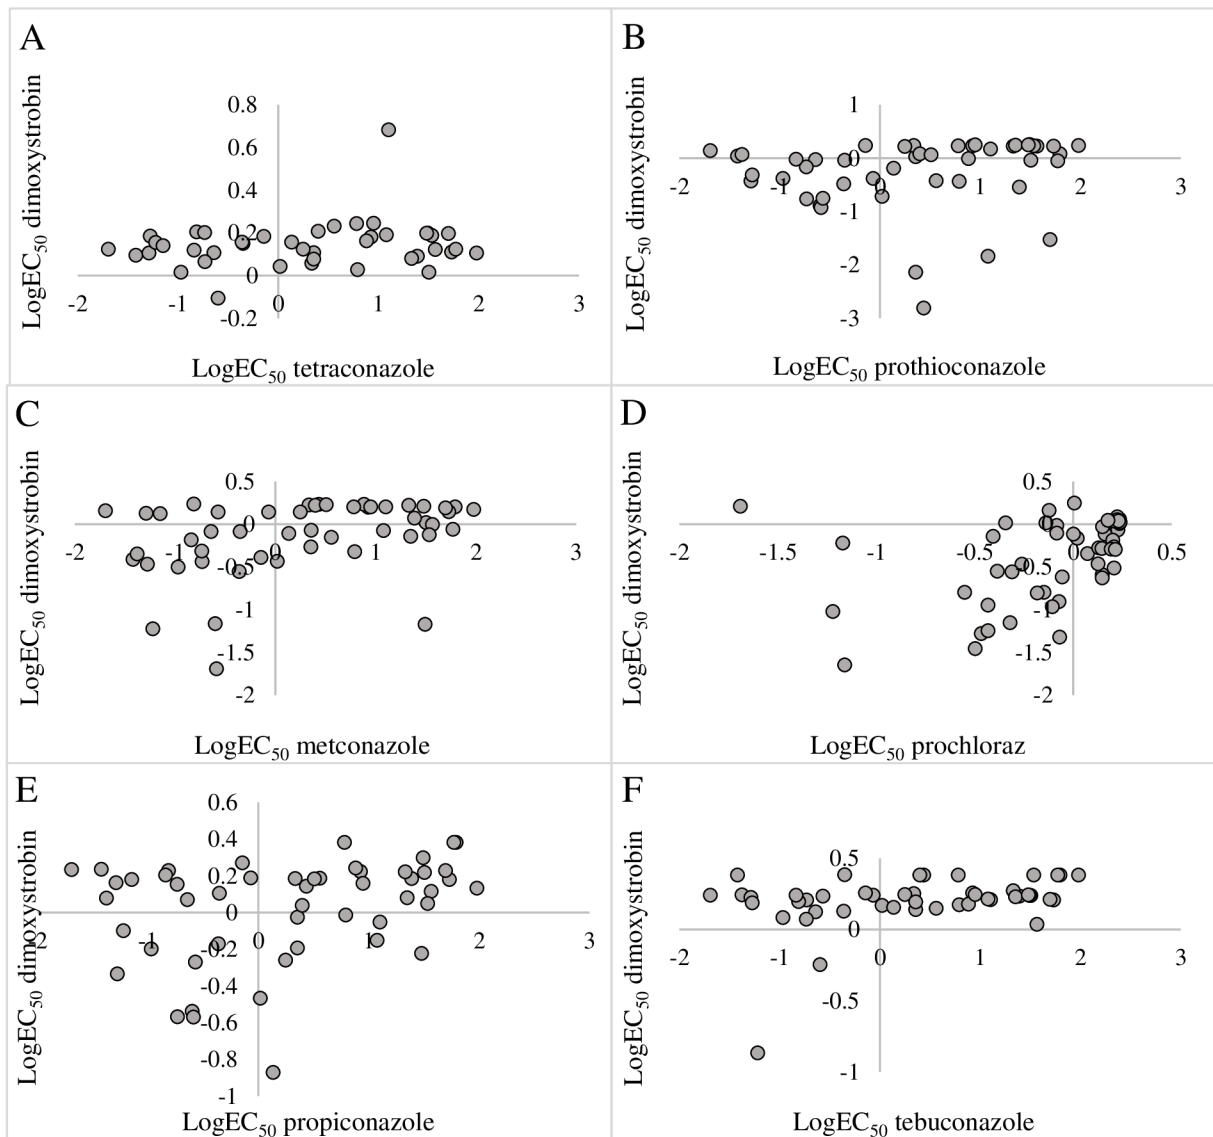 A
LogEC50 dimoxystrobin
0.8
0.6
0.4
0.2
0
-0.2
-2 -1 0 1 2 3
LogEC50 tetraconazole
B
LogEC50 dimoxystrobin
1
0
-1
-2
-3
-2 -1 0 1 2 3
LogEC50 prothioconazole
C
LogEC50 dimoxystrobin
0.5
0
-0.5
-1
-1.5
-2
-2 -1 0 1 2 3
LogEC50 metconazole
D
LogEC50 dimoxystrobin
0.5
0
-0.5
-1
-1.5
-2
-2 -1.5 -1 -0.5 0 0.5
LogEC50 prochloraz
E
LogEC50 dimoxystrobin
0.6
0.4
0.2
0
-0.2
-0.4
-0.6
-0.8
-1
-2 -1 0 1 2 3
LogEC50 propiconazole
F
LogEC50 dimoxystrobin
0.5
0
-0.5
-1
-2 -1 0 1 2 3
LogEC50 tebuconazole